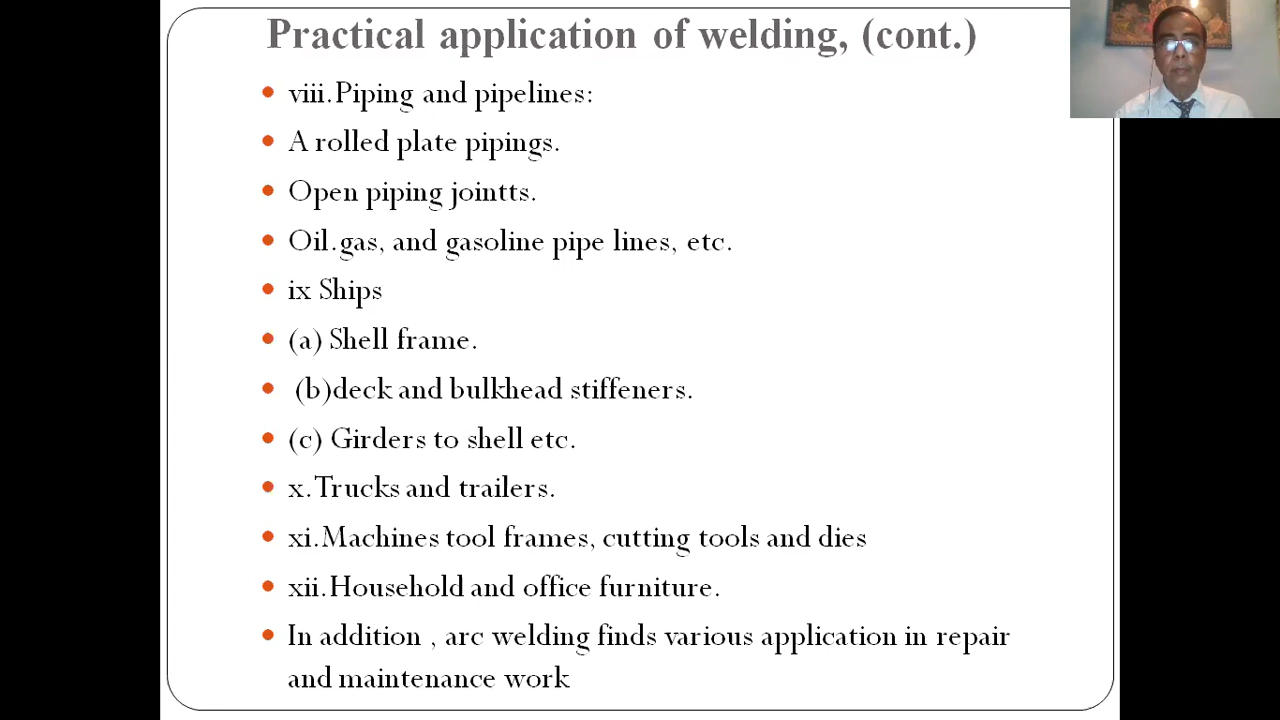 Practical application of welding, (cont.)
viii.Piping and pipelines:
A rolled plate pipings.
Open piping jointts.
Oil.gas, and gasoline pipe lines, etc.
ix Ships
(a) Shell frame.
(b)deck and bulkhead stiffeners.
(c) Girders to shell etc.
x.Trucks and trailers.
xi.Machines tool frames, cutting tools and dies
xii.Household and office furniture.
In addition , arc welding finds various application in repair
and maintenance work